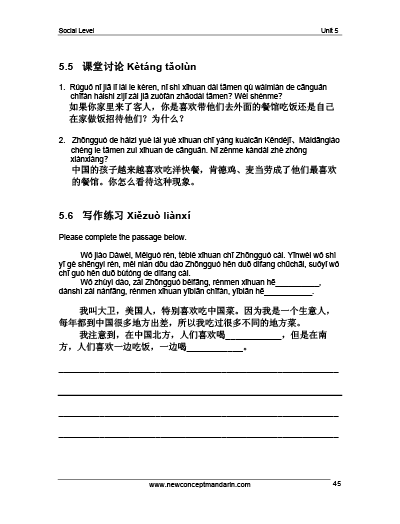 Social Level Unit 5
5.5 课堂讨论 Kètáng tǎolùn
1. Rúguǒ nǐ jiā lǐ lái le kèren, nǐ shì xǐhuan dài tāmen qù wàimiàn de cānguǎn
chīfàn háishì zìjǐ zài jiā zuòfàn zhāodài tāmen? Wèi shénme?
如果你家里来了客人，你是喜欢带他们去外面的餐馆吃饭还是自己
在家做饭招待他们？为什么？
2. Zhōngguó de háizi yuè lái yuè xǐhuan chī yáng kuàicān Kěndéjī、Màidāngláo
chéng le tāmen zuì xǐhuan de cānguǎn. Nǐ zěnme kàndài zhè zhǒng
xiànxiàng?
中国的孩子越来越喜欢吃洋快餐，肯德鸡、麦当劳成了他们最喜欢
的餐馆。你怎么看待这种现象。
5.6 写作练习 Xiězuò liànxí
Please complete the passage below.
Wǒ jiào Dàwèi, Měiguó rén, tèbié xǐhuan chī Zhōngguó cài. Yīnwèi wǒ shì
yī gè shēngyi rén, měi nián dōu dào Zhōngguó hěn duō dìfang chūchāi, suǒyǐ wǒ
chī guò hěn duō bùtóng de dìfang cài.
Wǒ zhùyì dào, zài Zhōngguó běifāng, rénmen xǐhuan hē__________,
dànshì zài nánfāng, rénmen xǐhuan yībiān chīfàn, yībiān hē___________.
我叫大卫，美国人，特别喜欢吃中国菜。因为我是一个生意人，
每年都到中国很多地方出差，所以我吃过很多不同的地方菜。
我注意到，在中国北方，人们喜欢喝____________，但是在南
方，人们喜欢一边吃饭，一边喝____________。
www.newconceptmandarin.com 45